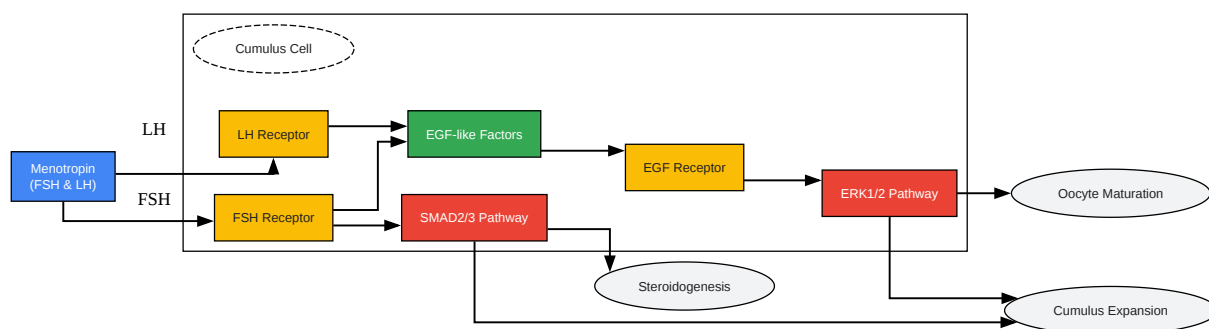 Cumulus Cell
LH
LH Receptor
EGF-like Factors
Menotropin
(FSH & LH)
EGF Receptor
FSH
FSH Receptor
SMAD2/3 Pathway
ERK1/2 Pathway
Oocyte Maturation
Steroidogenesis
Cumulus Expansion